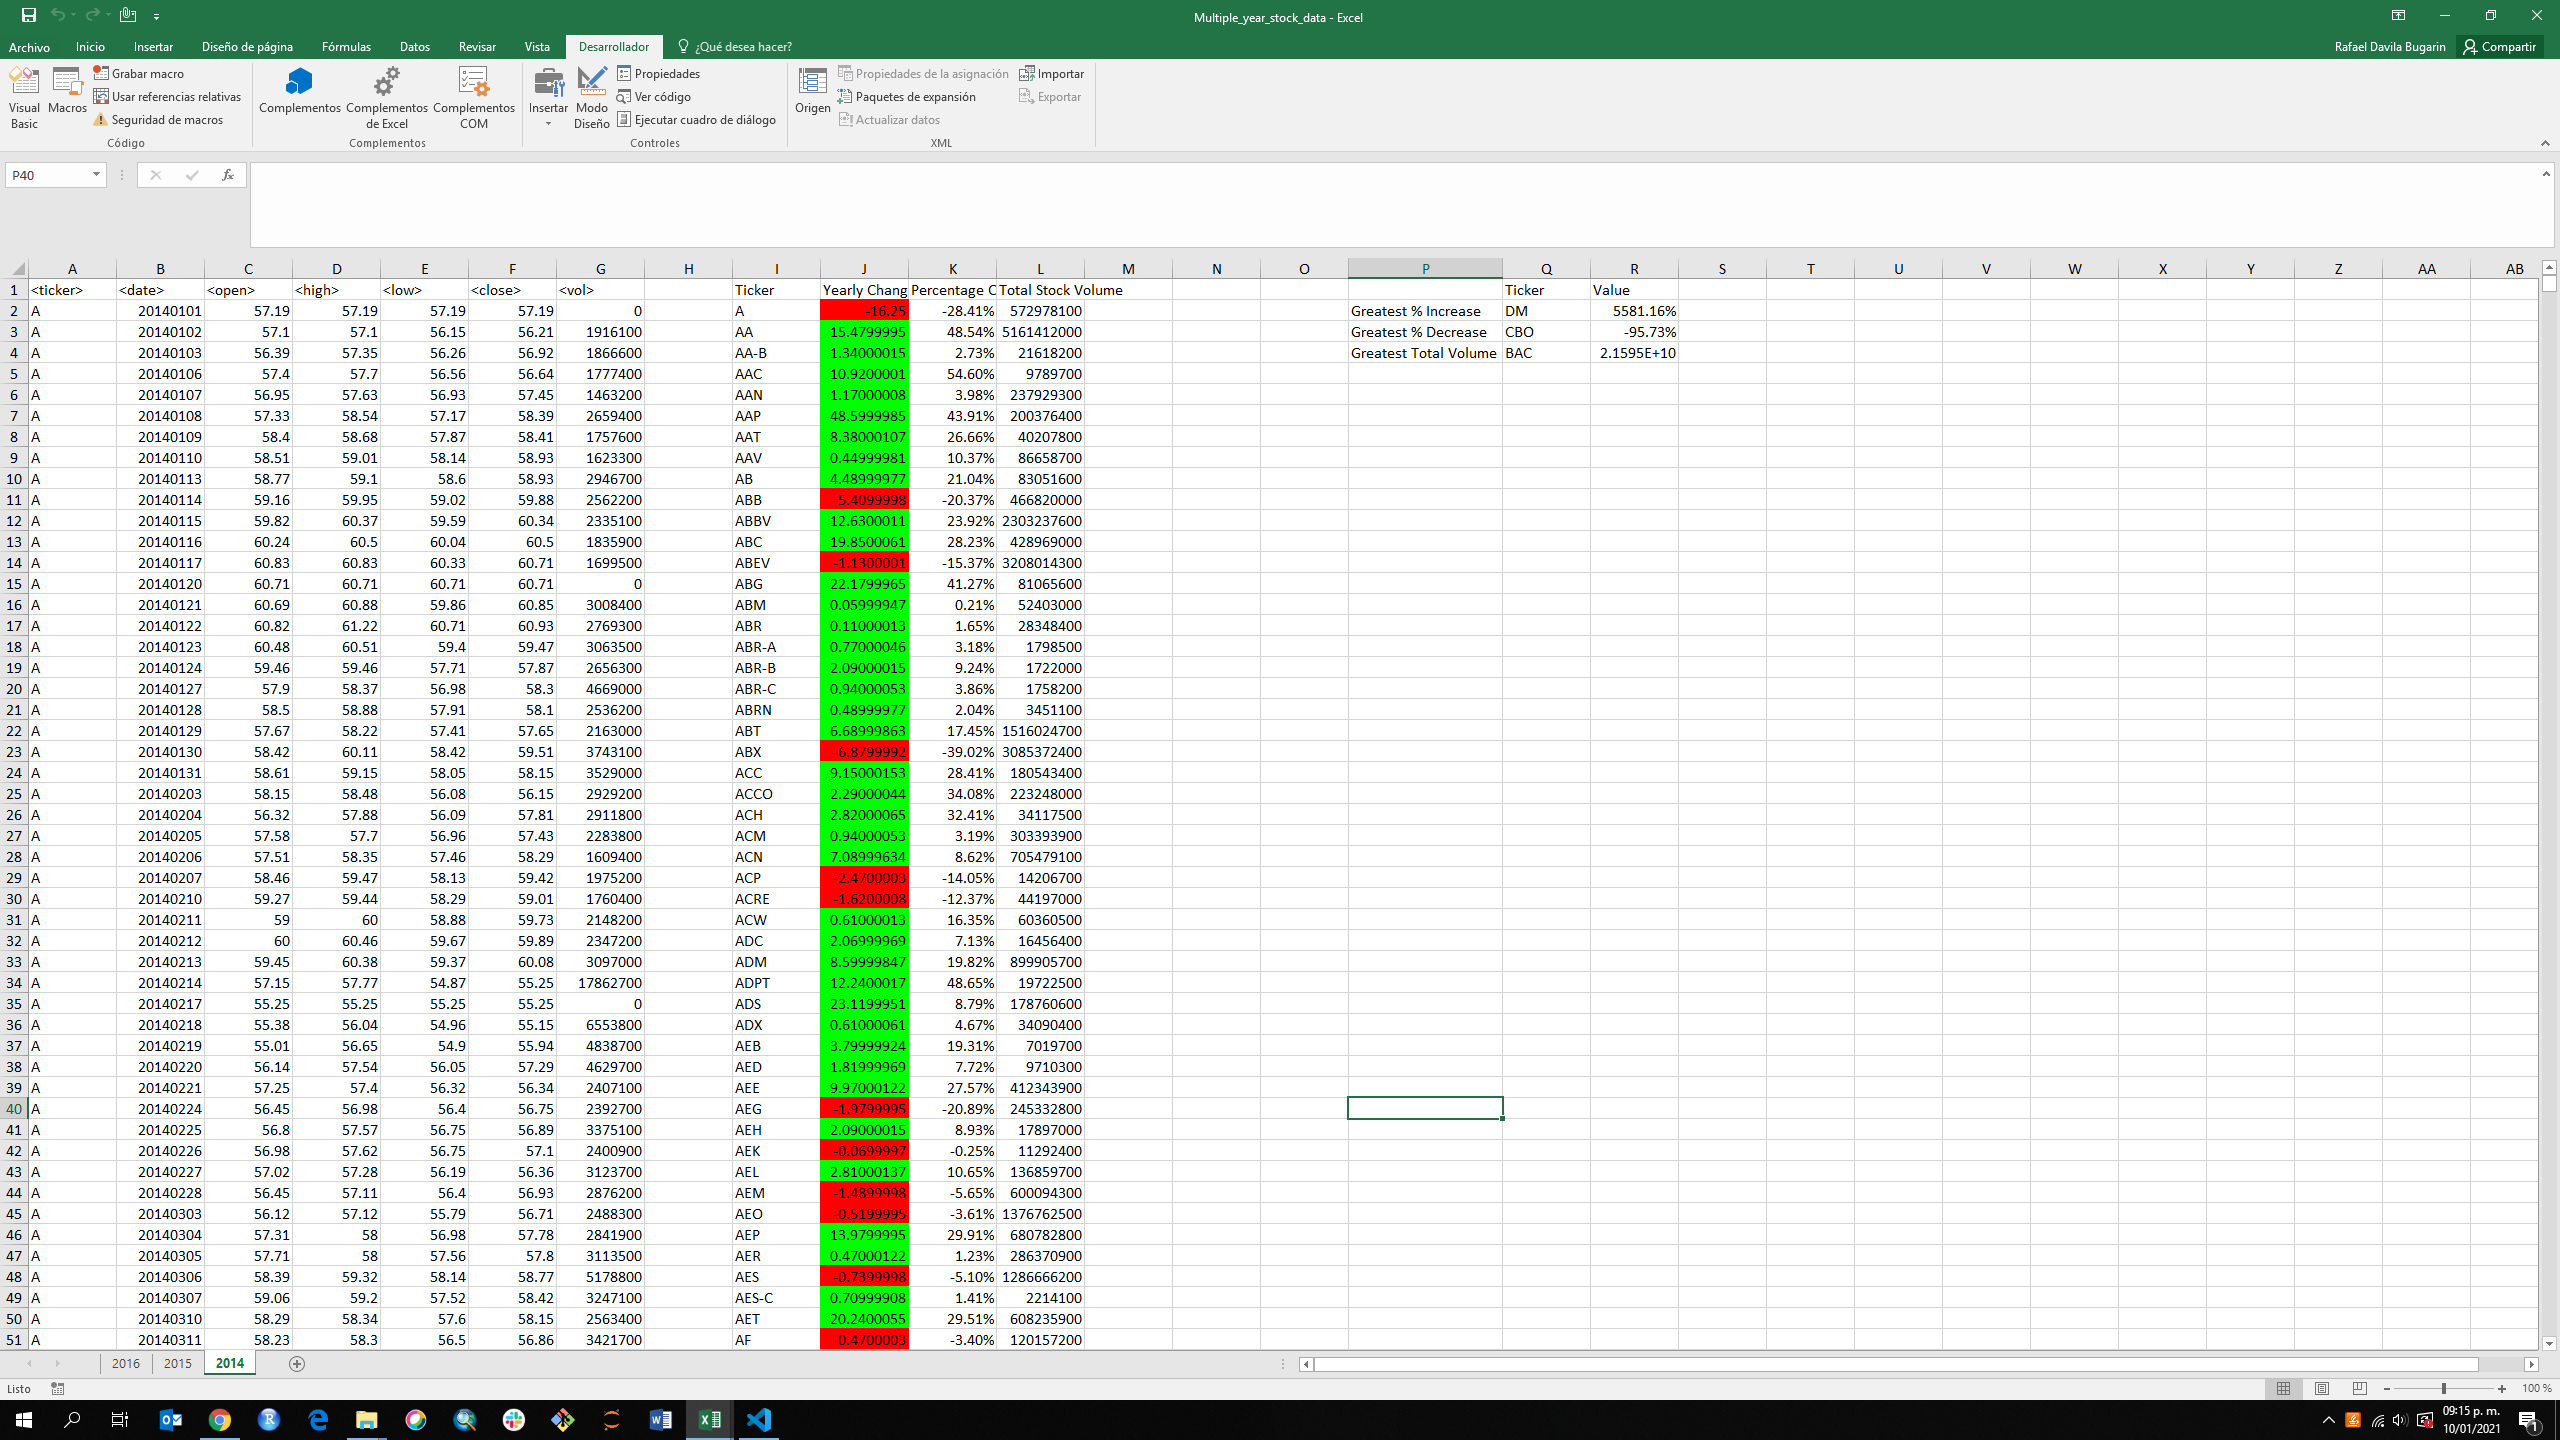 Multiple_year_stock_data - Excel
Archivo Inicio Insertar Diseño de página Fórmulas Datos Revisar Vista Desarrollador ¿Qué desea hacer? Rafael Davila Bugarin Compartir
Visual Basic Macros Grabar macro Usar referencias relativas Seguridad de macros
Complementos Complementos de Excel Complementos COM
Insertar Modo Diseño Propiedades Ver código Ejecutar cuadro de diálogo
Origen Propiedades de la asignación Paquetes de expansión Actualizar datos Importar Exportar
Código Complementos Controles XML
P40 fx
A B C D E F G H I J K L M N O P Q R S T U V W X Y Z AA AB
1 <ticker> <date> <open> <high> <low> <close> <vol> Ticker Yearly Chang Percentage C Total Stock Volume Ticker Value
2 A 20140101 57.19 57.19 57.19 57.19 0 A -16.25 -28.41% 572978100 Greatest % Increase DM 5581.16%
3 A 20140102 57.1 57.1 56.15 56.21 1916100 AA 15.4799995 48.54% 5161412000 Greatest % Decrease CBO -95.73%
4 A 20140103 56.39 57.35 56.26 56.92 1866600 AA-B 1.34000015 2.73% 21618200 Greatest Total Volume BAC 2.1595E+10
5 A 20140106 57.4 57.7 56.56 56.64 1777400 AAC 10.9200001 54.60% 9789700
6 A 20140107 56.95 57.63 56.93 57.45 1463200 AAN 1.17000008 3.98% 237929300
7 A 20140108 57.33 58.54 57.17 58.39 2659400 AAP 48.5999985 43.91% 200376400
8 A 20140109 58.4 58.68 57.87 58.41 1757600 AAT 8.38000107 26.66% 40207800
9 A 20140110 58.51 59.01 58.14 58.93 1623300 AAV 0.44999981 10.37% 86658700
10 A 20140113 58.77 59.1 58.6 58.93 2946700 AB 4.48999977 21.04% 83051600
11 A 20140114 59.16 59.95 59.02 59.88 2562200 ABB -5.4099998 -20.37% 466820000
12 A 20140115 59.82 60.37 59.59 60.34 2335100 ABBV 12.6300011 23.92% 2303237600
13 A 20140116 60.24 60.5 60.04 60.5 1835900 ABC 19.8500061 28.23% 428969000
14 A 20140117 60.83 60.83 60.33 60.71 1699500 ABEV -1.1300001 -15.37% 3208014300
15 A 20140120 60.71 60.71 60.71 60.71 0 ABG 22.1799965 41.27% 81065600
16 A 20140121 60.69 60.88 59.86 60.85 3008400 ABM 0.05999947 0.21% 52403000
17 A 20140122 60.82 61.22 60.71 60.93 2769300 ABR 0.11000013 1.65% 28348400
18 A 20140123 60.48 60.51 59.4 59.47 3063500 ABR-A 0.77000046 3.18% 1798500
19 A 20140124 59.46 59.46 57.71 57.87 2656300 ABR-B 2.09000015 9.24% 1722000
20 A 20140127 57.9 58.37 56.98 58.3 4669000 ABR-C 0.94000053 3.86% 1758200
21 A 20140128 58.5 58.88 57.91 58.1 2536200 ABRN 0.48999977 2.04% 3451100
22 A 20140129 57.67 58.22 57.41 57.65 2163000 ABT 6.68999863 17.45% 1516024700
23 A 20140130 58.42 60.11 58.42 59.51 3743100 ABX -6.8799992 -39.02% 3085372400
24 A 20140131 58.61 59.15 58.05 58.15 3529000 ACC 9.15000153 28.41% 180543400
25 A 20140203 58.15 58.48 56.08 56.15 2929200 ACCO 2.29000044 34.08% 223248000
26 A 20140204 56.32 57.88 56.09 57.81 2911800 ACH 2.82000065 32.41% 34117500
27 A 20140205 57.58 57.7 56.96 57.43 2283800 ACM 0.94000053 3.19% 303393900
28 A 20140206 57.51 58.35 57.46 58.29 1609400 ACN 7.08999634 8.62% 705479100
29 A 20140207 58.46 59.47 58.13 59.42 1975200 ACP -2.4700003 -14.05% 14206700
30 A 20140210 59.27 59.44 58.29 59.01 1760400 ACRE -1.6200008 -12.37% 44197000
31 A 20140211 59 60 58.88 59.73 2148200 ACW 0.61000013 16.35% 60360500
32 A 20140212 60 60.46 59.67 59.89 2347200 ADC 2.06999969 7.13% 16456400
33 A 20140213 59.45 60.38 59.37 60.08 3097000 ADM 8.59999847 19.82% 899905700
34 A 20140214 57.15 57.77 54.87 55.25 17862700 ADPT 12.2400017 48.65% 19722500
35 A 20140217 55.25 55.25 55.25 55.25 0 ADS 23.1199951 8.79% 178760600
36 A 20140218 55.38 56.04 54.96 55.15 6553800 ADX 0.61000061 4.67% 34090400
37 A 20140219 55.01 56.65 54.9 55.94 4838700 AEB 3.79999924 19.31% 7019700
38 A 20140220 56.14 57.54 56.05 57.29 4629700 AED 1.81999969 7.72% 9710300
39 A 20140221 57.25 57.4 56.32 56.34 2407100 AEE 9.97000122 27.57% 412343900
40 A 20140224 56.45 56.98 56.4 56.75 2392700 AEG -1.9799995 -20.89% 245332800
41 A 20140225 56.8 57.57 56.75 56.89 3375100 AEH 2.09000015 8.93% 17897000
42 A 20140226 56.98 57.62 56.75 57.1 2400900 AEK -0.0699997 -0.25% 11292400
43 A 20140227 57.02 57.28 56.19 56.36 3123700 AEL 2.81000137 10.65% 136859700
44 A 20140228 56.45 57.11 56.4 56.93 2876200 AEM -1.4899998 -5.65% 600094300
45 A 20140303 56.12 57.12 55.79 56.71 2488300 AEO -0.5199995 -3.61% 1376762500
46 A 20140304 57.31 58 56.98 57.78 2841900 AEP 13.9799995 29.91% 680782800
47 A 20140305 57.71 58 57.56 57.8 3113500 AER 0.47000122 1.23% 286370900
48 A 20140306 58.39 59.32 58.14 58.77 5178800 AES -0.7399998 -5.10% 1286666200
49 A 20140307 59.06 59.2 57.52 58.42 3247100 AES-C 0.70999908 1.41% 2214100
50 A 20140310 58.29 58.34 57.6 58.15 2563400 AET 20.2400055 29.51% 608235900
51 A 20140311 58.23 58.3 56.5 56.86 3421700 AF -0.4700003 -3.40% 120157200
2016 2015 2014
Listo 100 %
09:15 p. m.
10/01/2021